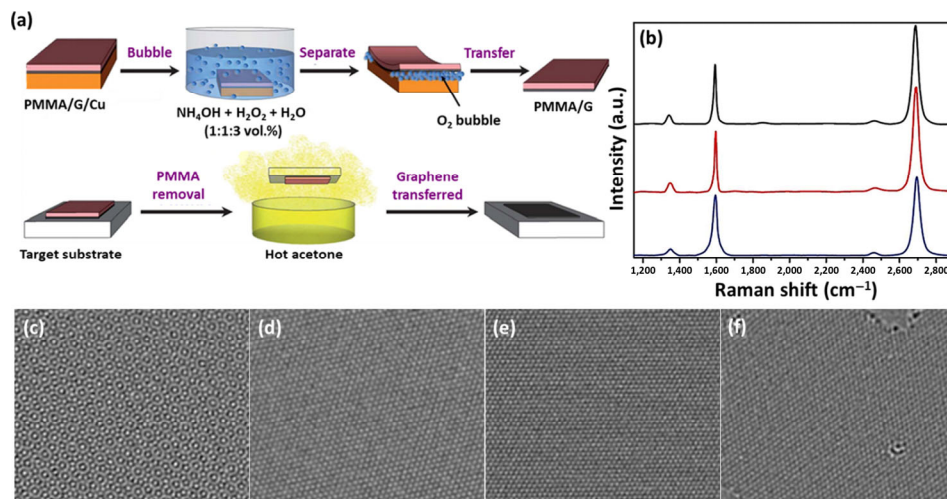 (a)
Bubble
Separate
Transfer
PMMA/G/Cu
NH₄OH + H₂O₂ + H₂O
(1:1:3 vol.%)
O₂ bubble
PMMA/G
PMMA
removal
Graphene
transferred
Target substrate
Hot acetone
(b)
Intensity (a.u.)
1,200 1,400 1,600 1,800 2,000 2,200 2,400 2,600 2,800
Raman shift (cm⁻¹)
(c)
(d)
(e)
(f)